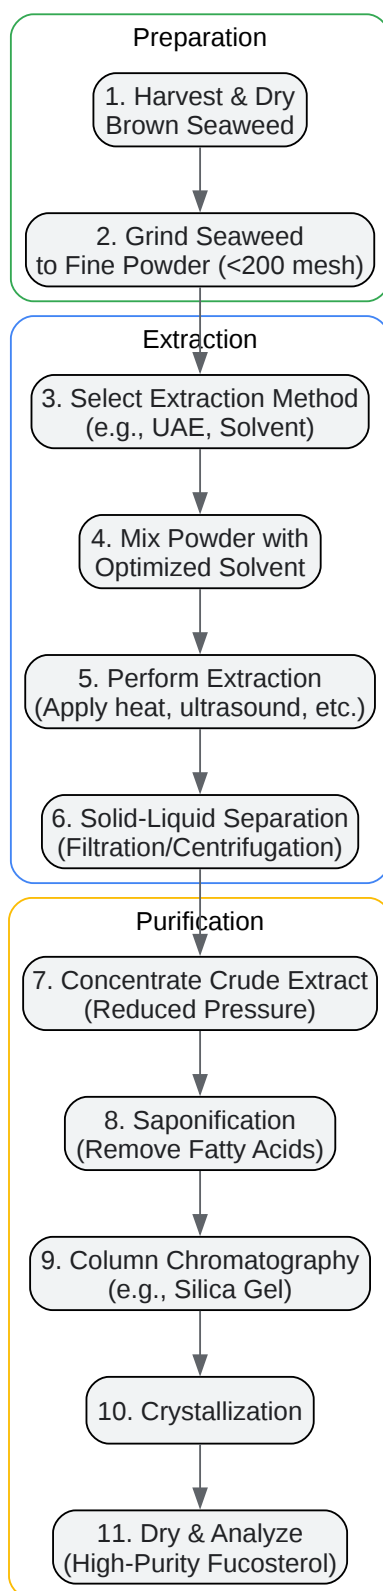 Preparation
1. Harvest & Dry
Brown Seaweed
2. Grind Seaweed
to Fine Powder (<200 mesh)
Extraction
3. Select Extraction Method
(e.g., UAE, Solvent)
4. Mix Powder with
Optimized Solvent
5. Perform Extraction
(Apply heat, ultrasound, etc.)
6. Solid-Liquid Separation
(Filtration/Centrifugation)
Purification
7. Concentrate Crude Extract
(Reduced Pressure)
8. Saponification
(Remove Fatty Acids)
9. Column Chromatography
(e.g., Silica Gel)
10. Crystallization
11. Dry & Analyze
(High-Purity Fucosterol)